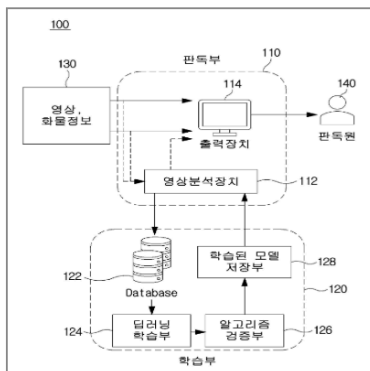 100
130
영상,
화물정보
판독부
110
114
출력장치
140
판독원
영상분석장치
112
122
Database
학습된 모델
저장부
128
120
124
딥러닝
학습부
알고리즘
검증부
126
학습부